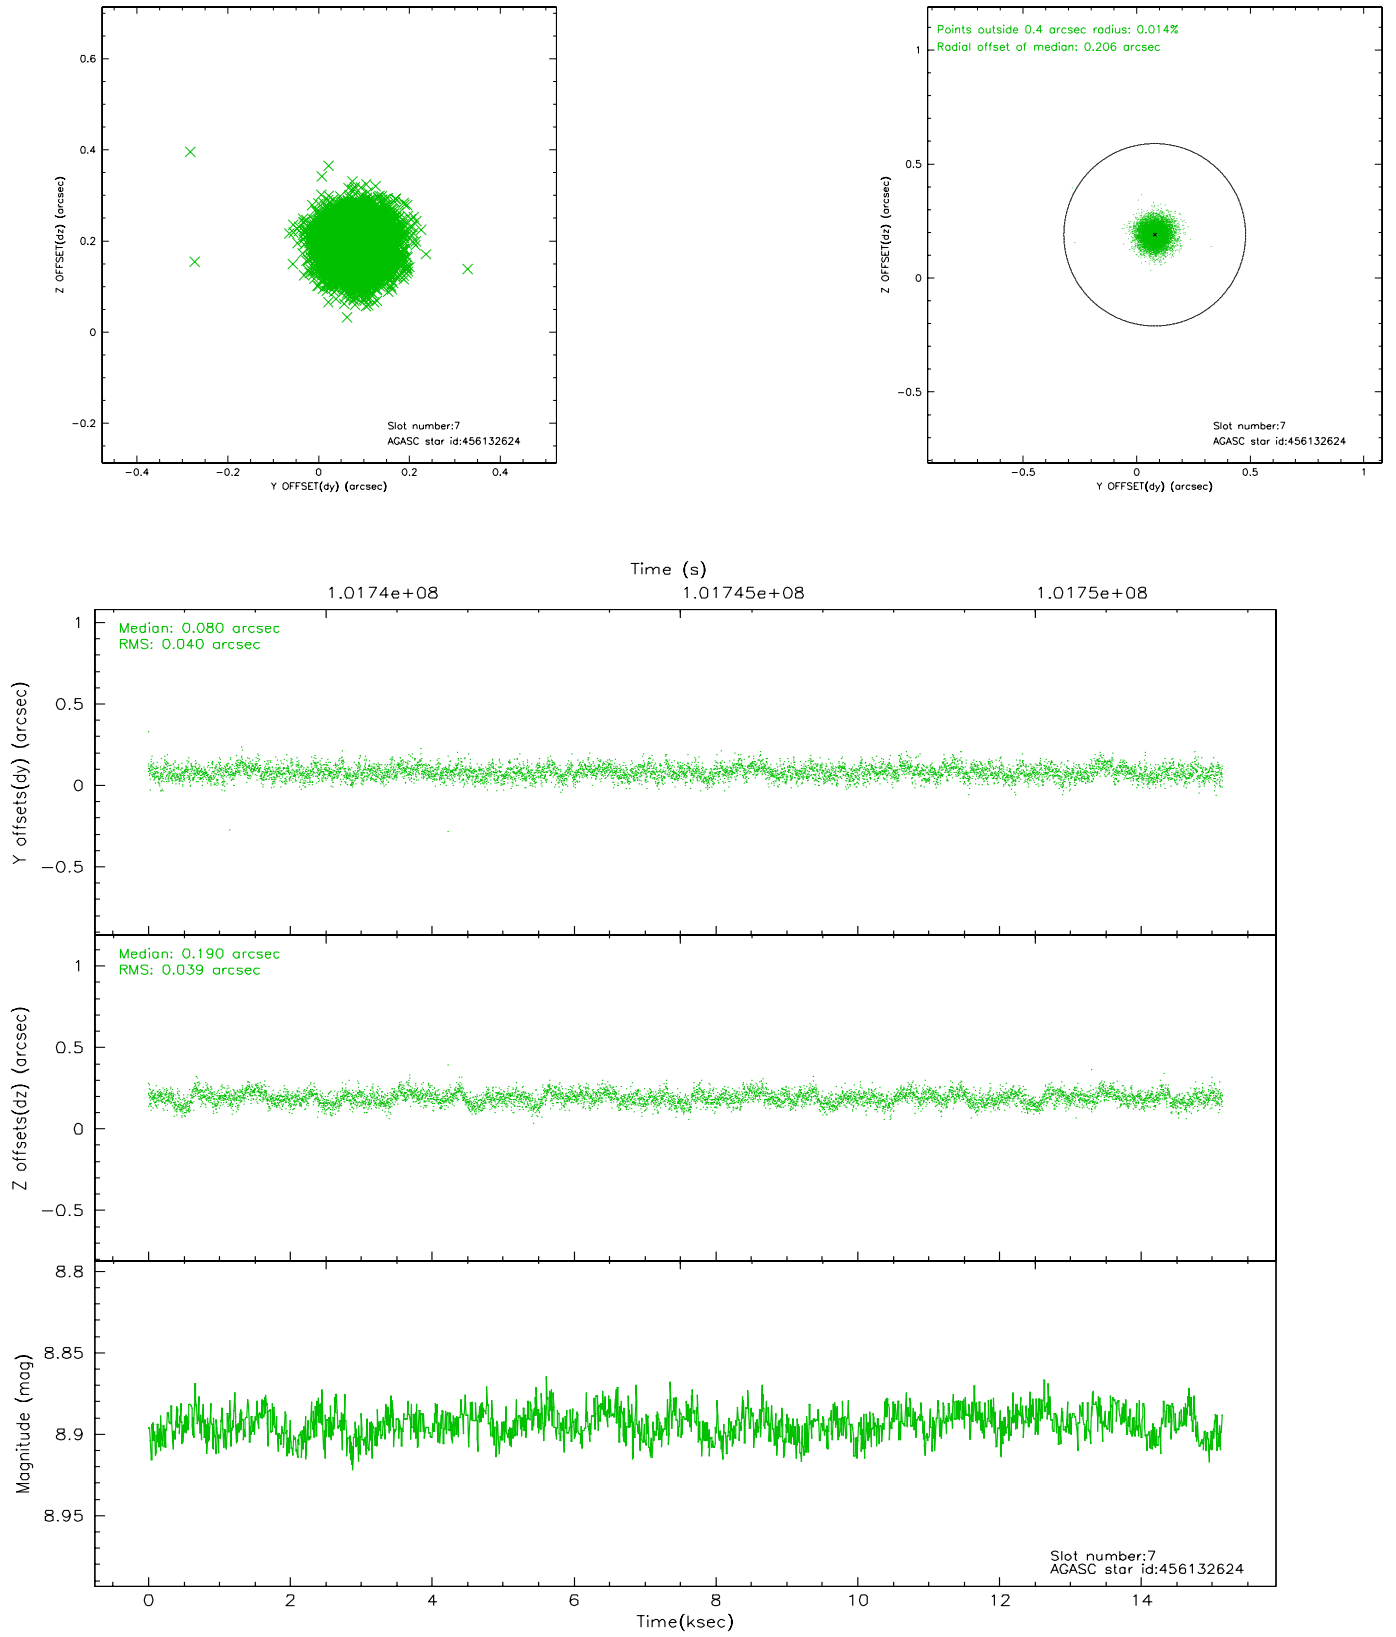 0.6
0.4
0.2
0
−0.2
Z OFFSET(dz) (arcsec)
Slot number:7
AGASC star id:456132624
−0.4 −0.2 0 0.2 0.4
Y OFFSET(dy) (arcsec)
Points outside 0.4 arcsec radius: 0.014%
Radial offset of median: 0.206 arcsec
1
0.5
0
−0.5
Z OFFSET(dz) (arcsec)
Slot number:7
AGASC star id:456132624
−0.5 0 0.5 1
Y OFFSET(dy) (arcsec)
Time (s)
1.0174e+08 1.01745e+08 1.0175e+08
Median: 0.080 arcsec
RMS: 0.040 arcsec
1
0.5
0
−0.5
Y offsets(dy) (arcsec)
Median: 0.190 arcsec
RMS: 0.039 arcsec
1
0.5
0
−0.5
Z offsets(dz) (arcsec)
8.8
8.85
8.9
8.95
Magnitude (mag)
Slot number:7
AGASC star id:456132624
0 2 4 6 8 10 12 14
Time(ksec)